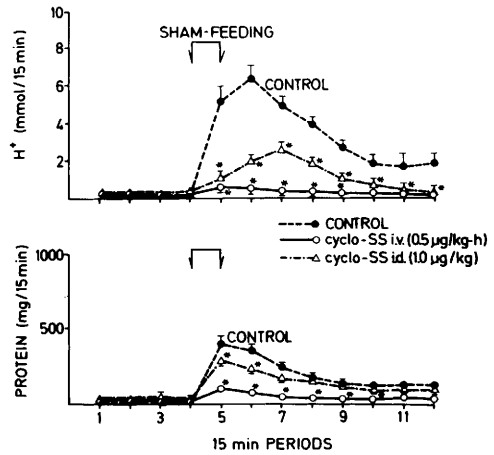 SHAM-FEEDING
10
8
6
4
2
H⁺ (mmol/15 min)
CONTROL
* * * * * * * *
* * * * * * * *
CONTROL
cyclo-SS i.v. (0.5 µg/kg-h)
cyclo-SS i.d. (1.0 µg/kg)
1000
500
PROTEIN (mg/15min)
CONTROL
* *
* * * * * * * *
1 3 5 7 9 11
15 min PERIODS